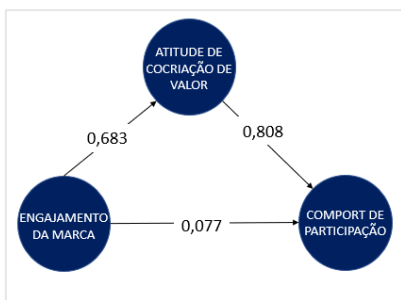 ATITUDE DE
COCRIAÇÃO DE
VALOR
0,683
0,808
ENGAJAMENTO
DA MARCA
0,077
COMPORT DE
PARTICIPAÇÃO